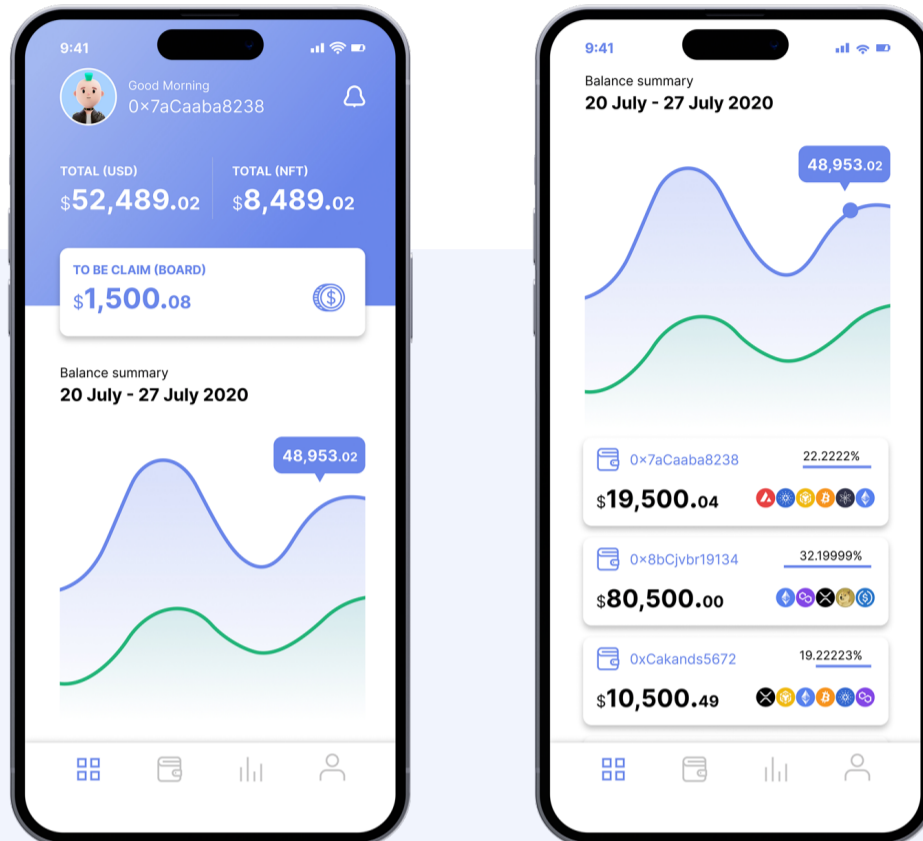 9:41
Good Morning
0×7aCaaba8238
TOTAL (USD)
$52,489.02
TOTAL (NFT)
$8,489.02
TO BE CLAIM (BOARD)
$1,500.08
Balance summary
20 July - 27 July 2020
48,953.02
9:41
Balance summary
20 July - 27 July 2020
48,953.02
0×7aCaaba8238
22.2222%
$19,500.04
0×8bCjvbr19134
32.19999%
$80,500.00
0xCakands5672
19.22223%
$10,500.49